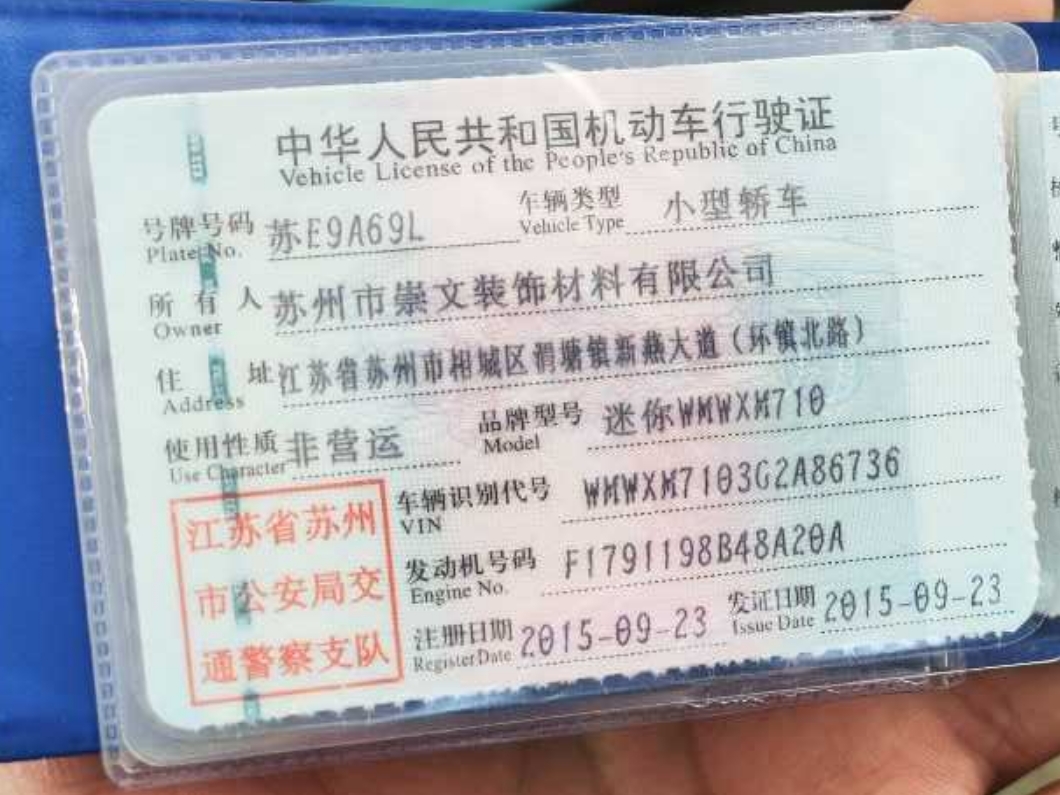 中华人民共和国机动车行驶证
Vehicle License of the People's Republic of China
号牌号码 苏E9A69L 车辆类型 小型轿车
Plate No. Vehicle Type
所有人 苏州市崇文装饰材料有限公司
Owner
住址 江苏省苏州市相城区渭塘镇新燕大道（环镇北路）
Address
使用性质 非营运 品牌型号 迷你WMWXM710
Use Character Model
车辆识别代号 WMWXM7103G2A86736
VIN
发动机号码 F1791198B48A20A
Engine No.
注册日期 2015-09-23 发证日期 2015-09-23
Register Date Issue Date
江苏省苏州
市公安局交
通警察支队